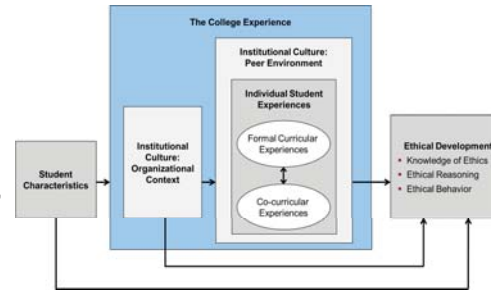 The College Experience
Institutional Culture:
Peer Environment
Individual Student
Experiences
Formal Curricular
Experiences
Co-curricular
Experiences
Institutional
Culture:
Organizational
Context
Student
Characteristics
Ethical Development
• Knowledge of Ethics
• Ethical Reasoning
• Ethical Behavior